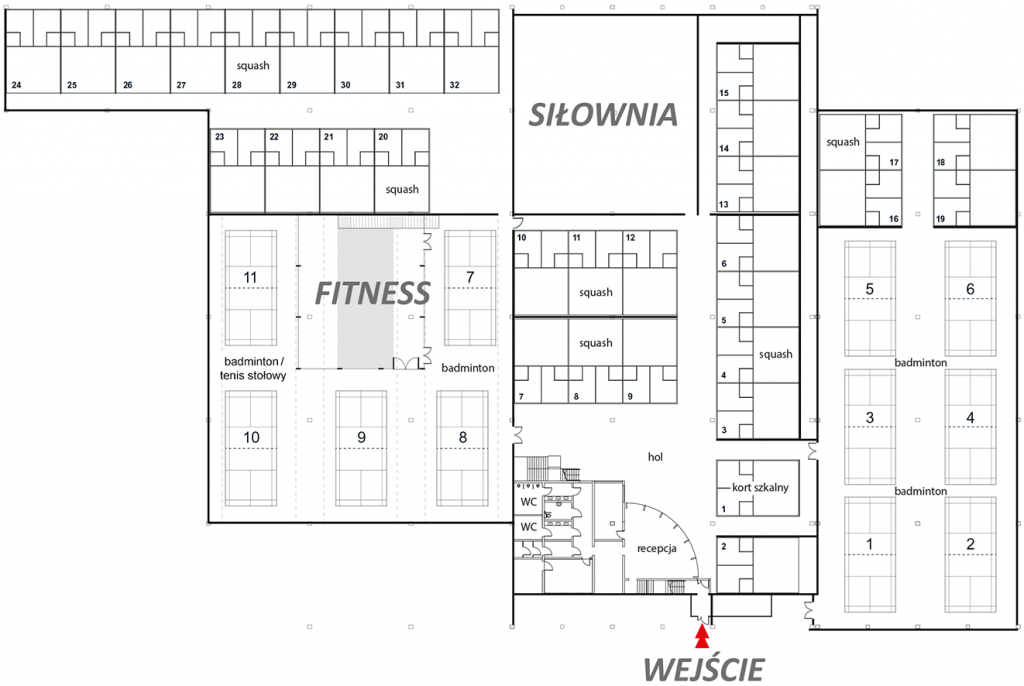 squash
24 25 26 27 28 29 30 31 32
SIŁOWNIA
15
14
13
23 22 21 20
squash
squash
17
18
16
19
10 11 12
squash
squash
7 8 9
6
5
4
3
squash
11
FITNESS
7
badminton /
tenis stołowy
badminton
10
9
8
5
6
badminton
3
4
badminton
1
2
hol
kort szkalny
1
2
WC
WC
recepcja
WEJŚCIE